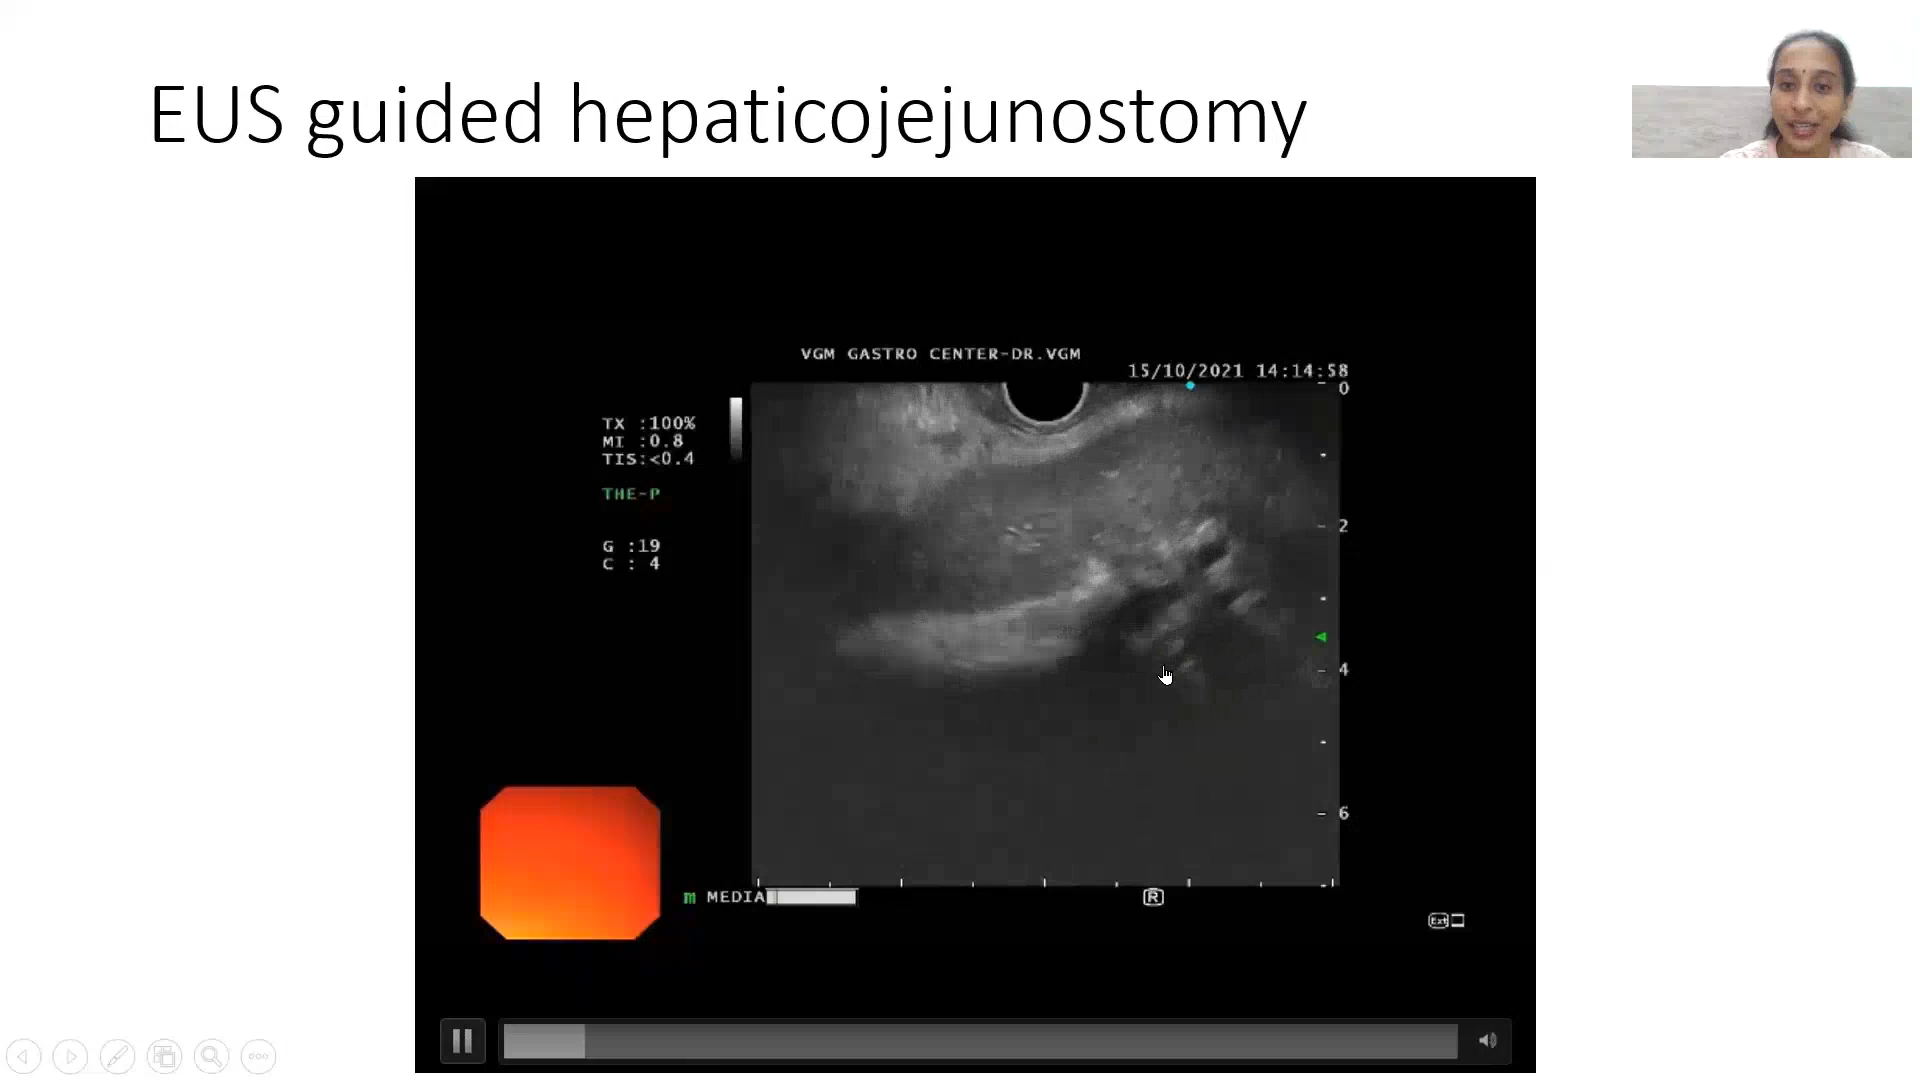 EUS guided hepaticojejunostomy
VGM GASTRO CENTER-DR.VGM
15/10/2021 14:14:58
0
TX :100%
MI :0.8
TIS:<0.4
THE-P
G :19
C : 4
2
4
6
m MEDIA
R
Ext